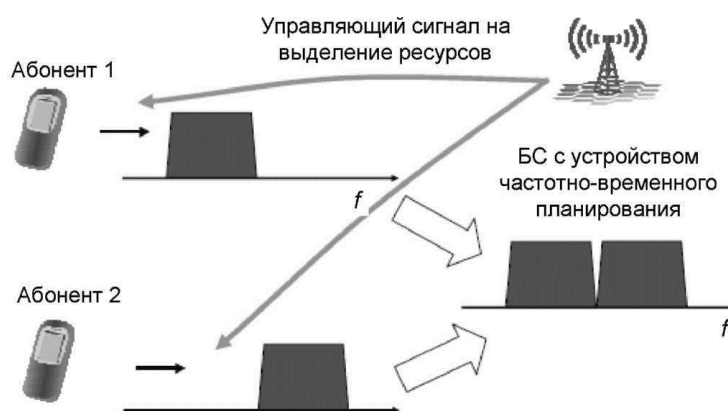 Управляющий сигнал на
выделение ресурсов
Абонент 1
f
БС с устройством
частотно-временного
планирования
f
Абонент 2